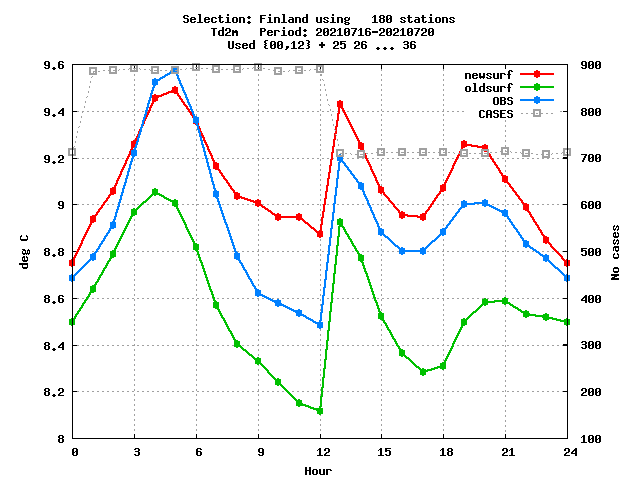 Selection: Finland using   180 stations
Td2m   Period: 20210716-20210720
Used {00,12} + 25 26 ... 36
9.6
9.4
9.2
9
8.8
8.6
8.4
8.2
8
deg C
900
800
700
600
500
400
300
200
100
No cases
newsurf
oldsurf
OBS
CASES
0 3 6 9 12 15 18 21 24
Hour